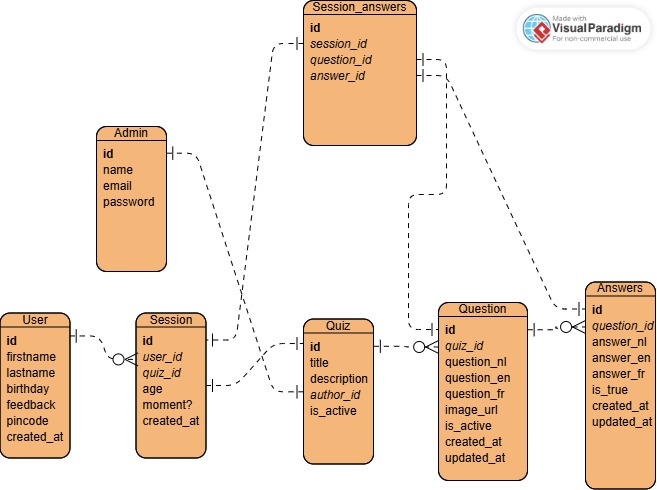 Session_answers
id
session_id
question_id
answer_id
Made with
VisualParadigm
For non-commercial use
Admin
id
name
email
password
User
id
firstname
lastname
birthday
feedback
pincode
created_at
Session
id
user_id
quiz_id
age
moment?
created_at
Quiz
id
title
description
author_id
is_active
Question
id
quiz_id
question_nl
question_en
question_fr
image_url
is_active
created_at
updated_at
Answers
id
question_id
answer_nl
answer_en
answer_fr
is_true
created_at
updated_at